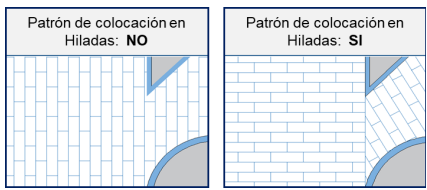 Patrón de colocación en
Hiladas: NO
Patrón de colocación en
Hiladas: SI